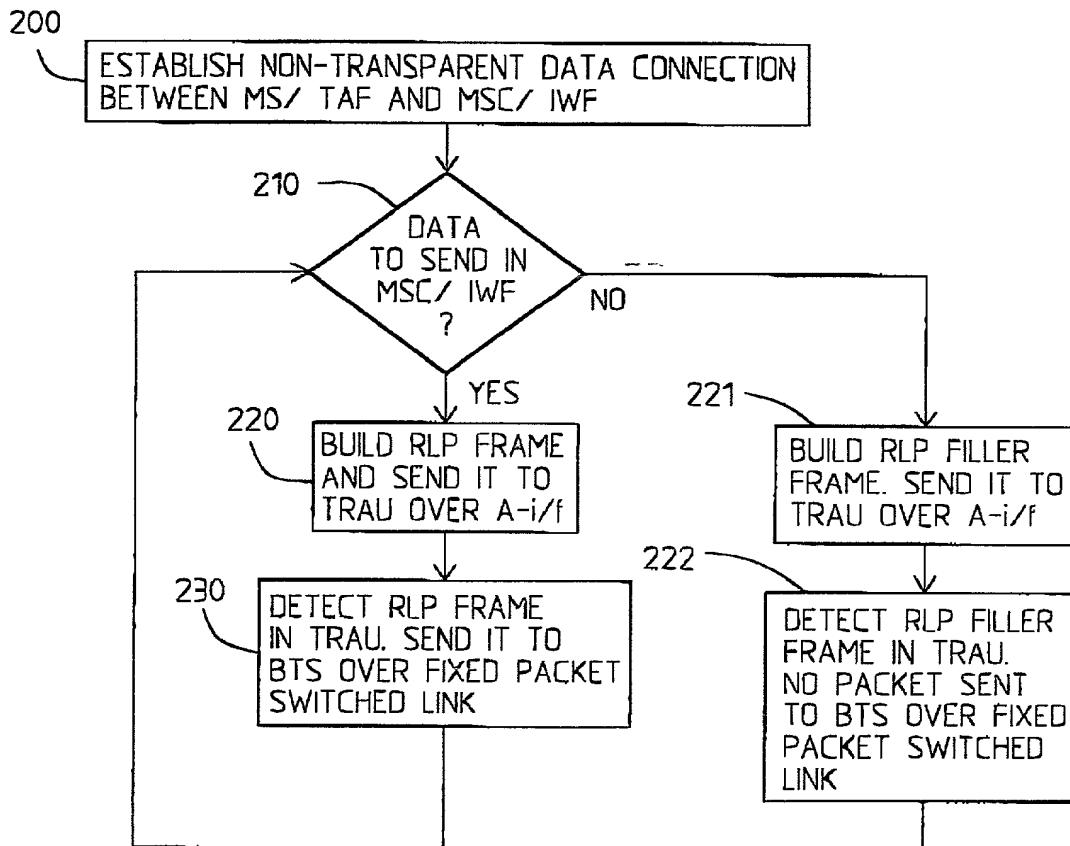 200
ESTABLISH NON-TRANSPARENT DATA CONNECTION
BETWEEN MS/ TAF AND MSC/ IWF
210
DATA
TO SEND IN
MSC/ IWF
?
NO
YES
220
BUILD RLP FRAME
AND SEND IT TO
TRAU OVER A-i/f
221
BUILD RLP FILLER
FRAME. SEND IT TO
TRAU OVER A-i/f
230
DETECT RLP FRAME
IN TRAU. SEND IT TO
BTS OVER FIXED PACKET
SWITCHED LINK
222
DETECT RLP FILLER
FRAME IN TRAU.
NO PACKET SENT
TO BTS OVER FIXED
PACKET SWITCHED
LINK